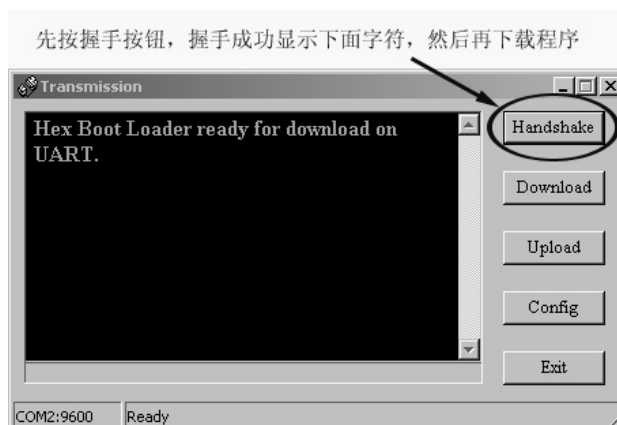 先按握手按钮，握手成功显示下面字符，然后再下载程序
Transmission
Hex Boot Loader ready for download on
UART.
Handshake
Download
Upload
Config
Exit
COM2:9600
Ready